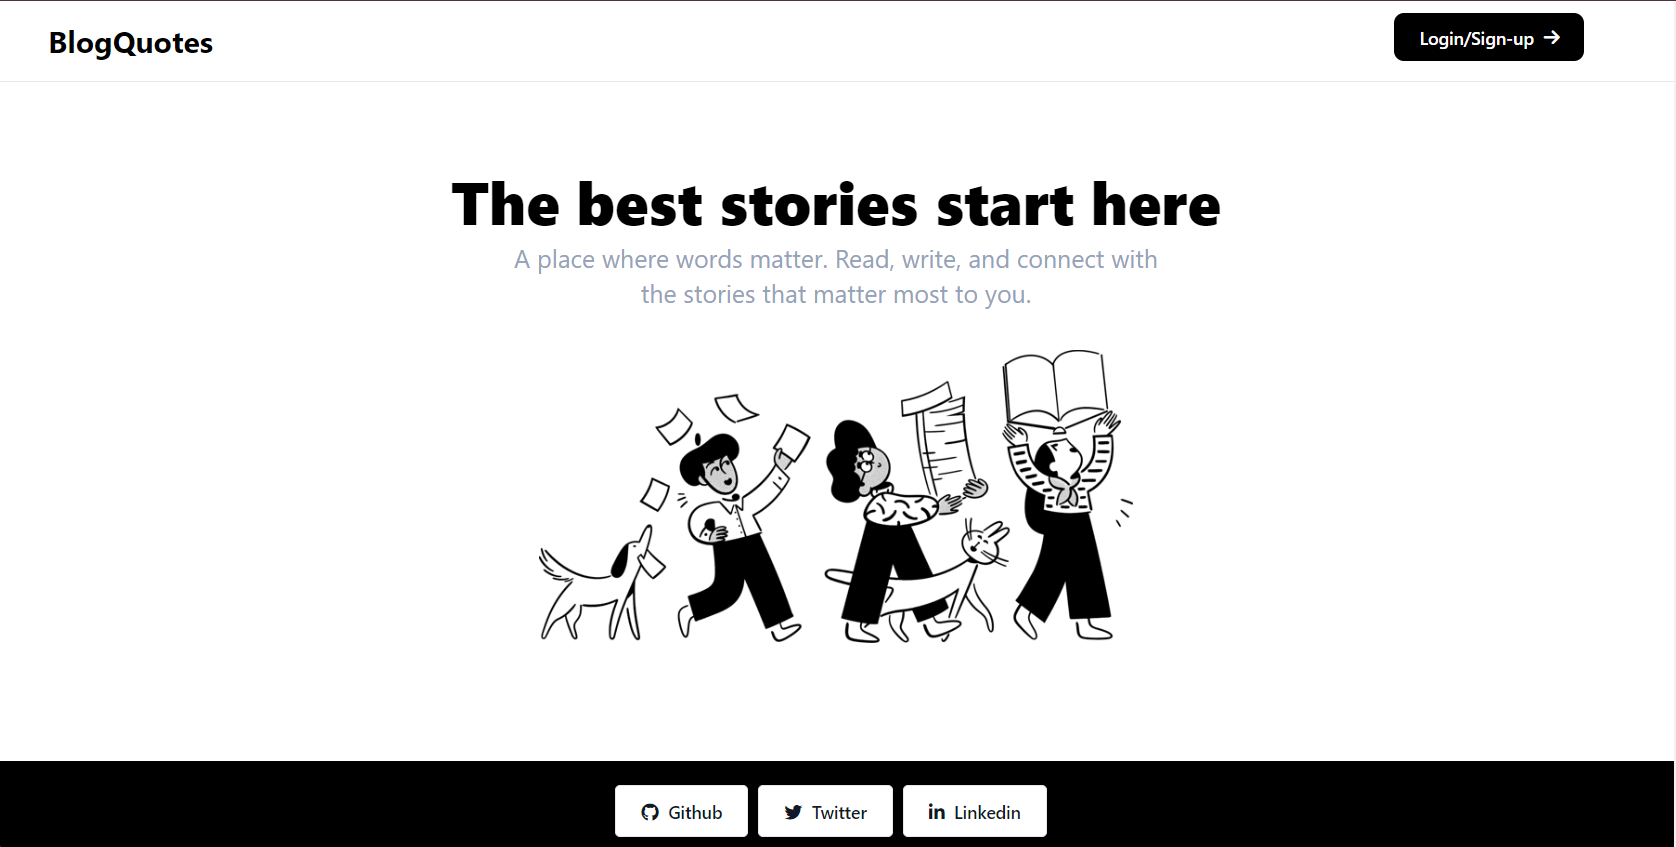 BlogQuotes
Login/Sign-up
The best stories start here
A place where words matter. Read, write, and connect with
the stories that matter most to you.
Github
Twitter
Linkedin